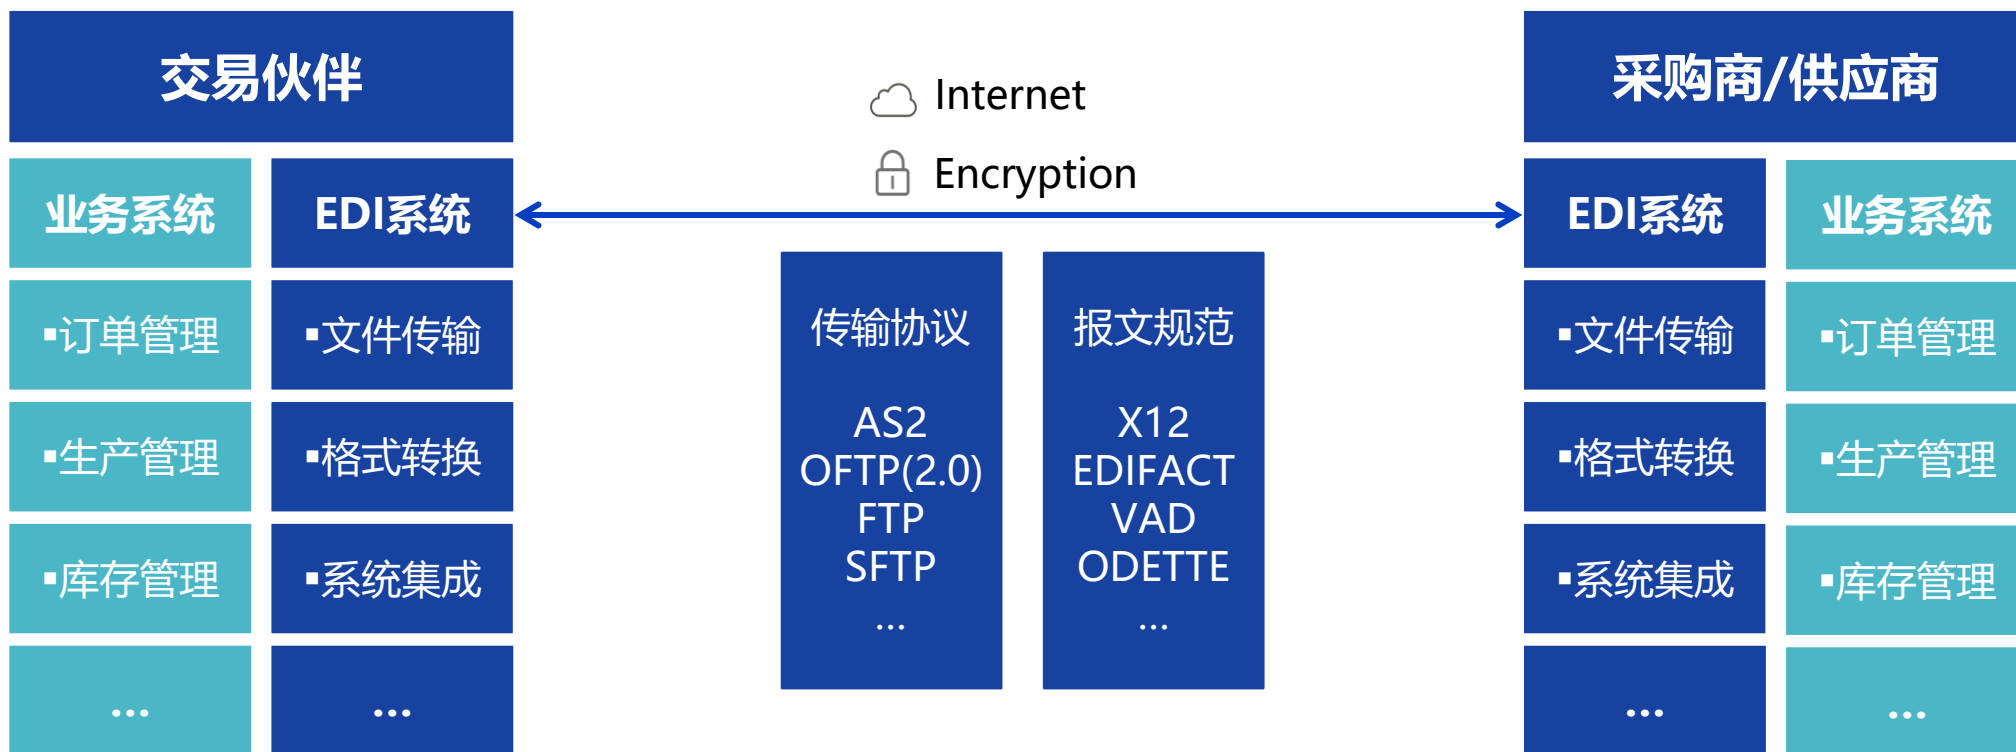 交易伙伴
业务系统
EDI系统
▪订单管理
▪文件传输
▪生产管理
▪格式转换
▪库存管理
▪系统集成
...
...
Internet
Encryption
传输协议
AS2
OFTP(2.0)
FTP
SFTP
...
报文规范
X12
EDIFACT
VAD
ODETTE
...
采购商/供应商
EDI系统
业务系统
▪文件传输
▪订单管理
▪格式转换
▪生产管理
▪系统集成
▪库存管理
...
...